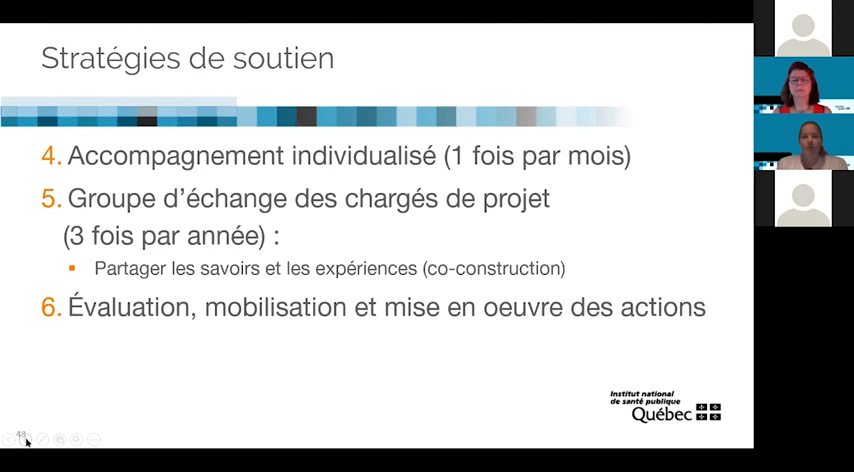 Stratégies de soutien
4. Accompagnement individualisé (1 fois par mois)
5. Groupe d'échange des chargés de projet
(3 fois par année) :
▪ Partager les savoirs et les expériences (co-construction)
6. Évaluation, mobilisation et mise en oeuvre des actions
Institut national
de santé publique
Québec
48